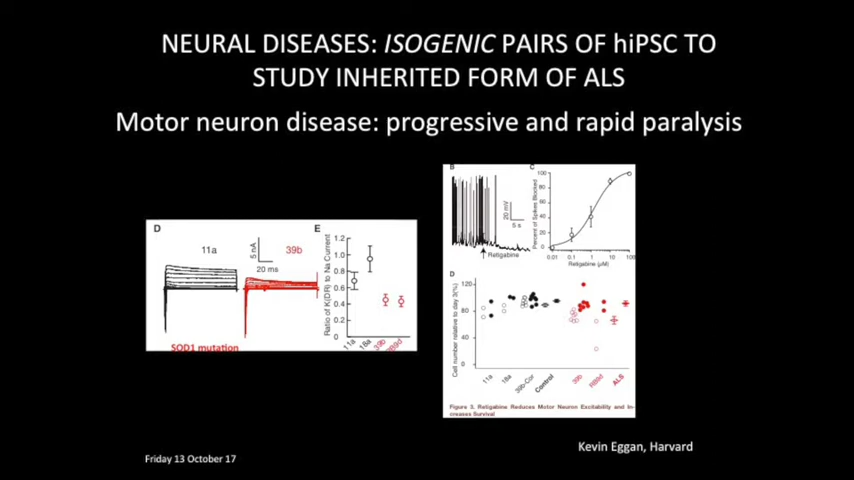 NEURAL DISEASES: ISOGENIC PAIRS OF hiPSC TO
STUDY INHERITED FORM OF ALS
Motor neuron disease: progressive and rapid paralysis
D
11a
5 nA
20 ms
39b
SOD1 mutation
E
Ratio of K(DR) to Na Current
1.2
1.0
0.8
0.6
0.4
0.2
0
11a
18a
39b
RB9d
B
20 mV
5 s
Retigabine
C
Percent of Spikes Blocked
100
80
60
40
20
0
0.01
0.1
1
10
100
Retigabine (µM)
D
Cell number relative to day 3(%)
120
80
40
0
11a
18a
39b-Cor
Control
39b
RB9d
ALS
Figure 3. Retigabine Reduces Motor Neuron Excitability and In-
creases Survival
Kevin Eggan, Harvard
Friday 13 October 17